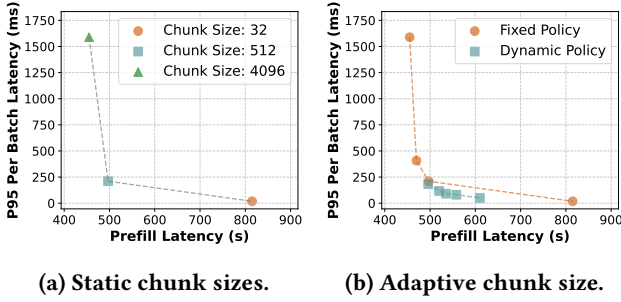 P95 Per Batch Latency (ms)
1750
1500
1250
1000
750
500
250
0
Chunk Size: 32
Chunk Size: 512
Chunk Size: 4096
400 500 600 700 800 900
Prefill Latency (s)
(a) Static chunk sizes.
P95 Per Batch Latency (ms)
1750
1500
1250
1000
750
500
250
0
Fixed Policy
Dynamic Policy
400 500 600 700 800 900
Prefill Latency (s)
(b) Adaptive chunk size.